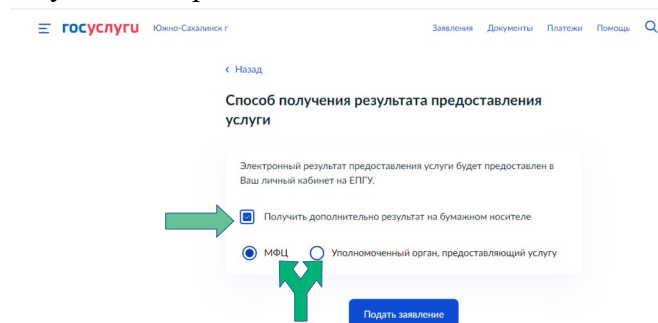 госуслуги Южно-Сахалинск г Заявления Документы Платежи Помощь
Назад
Способ получения результата предоставления
услуги
Электронный результат предоставления услуги будет предоставлен в
Ваш личный кабинет на ЕПГУ.
Получить дополнительно результат на бумажном носителе
МФЦ Уполномоченный орган, предоставляющий услугу
Подать заявление